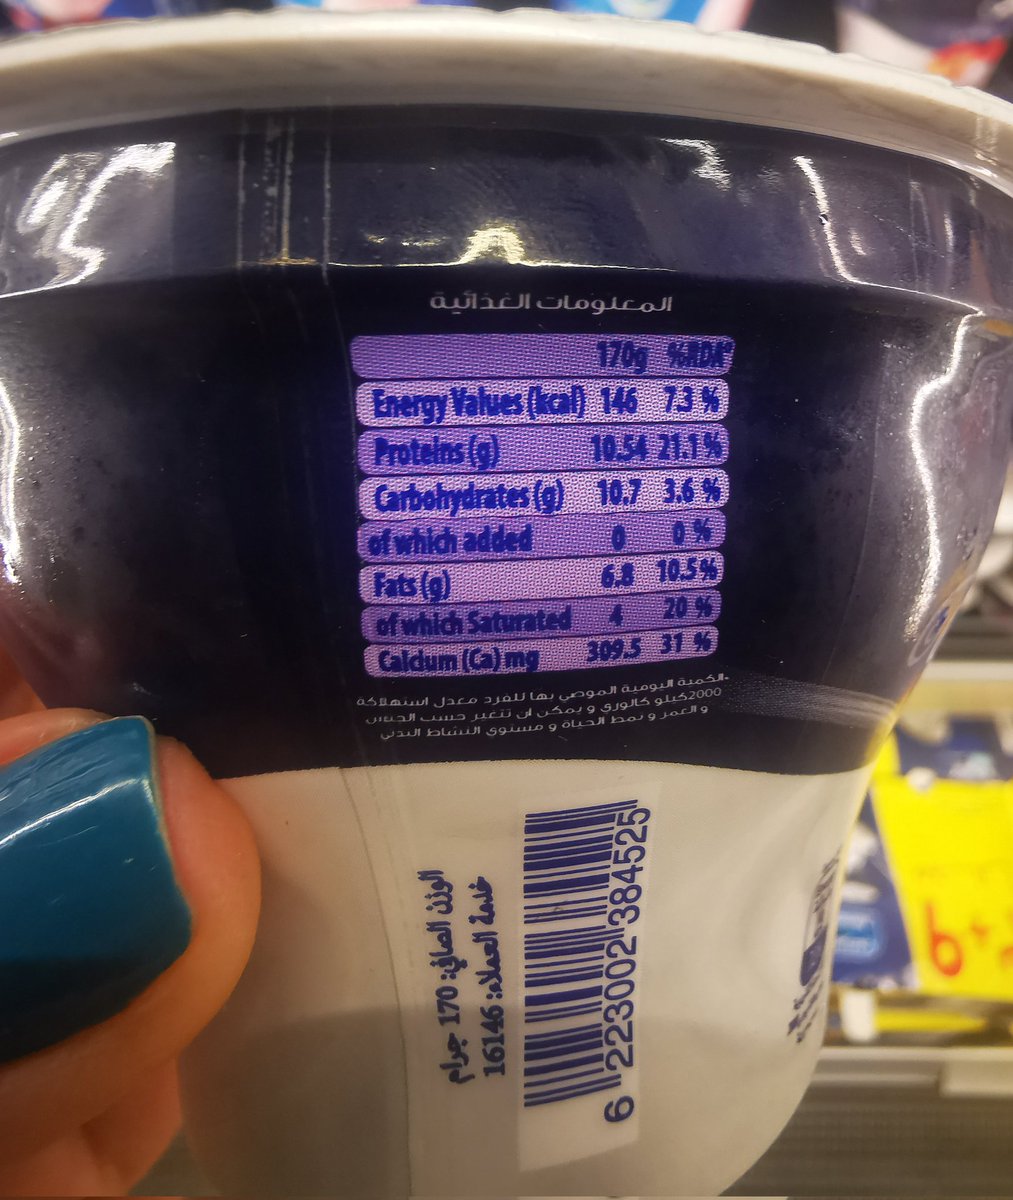 المعلومات الغذائية
170g %RDA*
Energy Values (kcal) 146 7.3 %
Proteins (g) 10.54 21.1 %
Carbohydrates (g) 10.7 3.6 %
of which added 0 0 %
Fats (g) 6.8 10.5%
of which Saturated 4 20 %
Calcium (Ca) mg 309.5 31 %
*الكمية اليومية الموصي بها للفرد معدل استهلاكة
2000كيلو كالوري و يمكن ان تتغير حسب الجنس
و العمر و نمط الحياة و مستوى النشاط البدني
الوزن الصافي: 170 جرام
خدمة العملاء: 16146
6 223002 384525